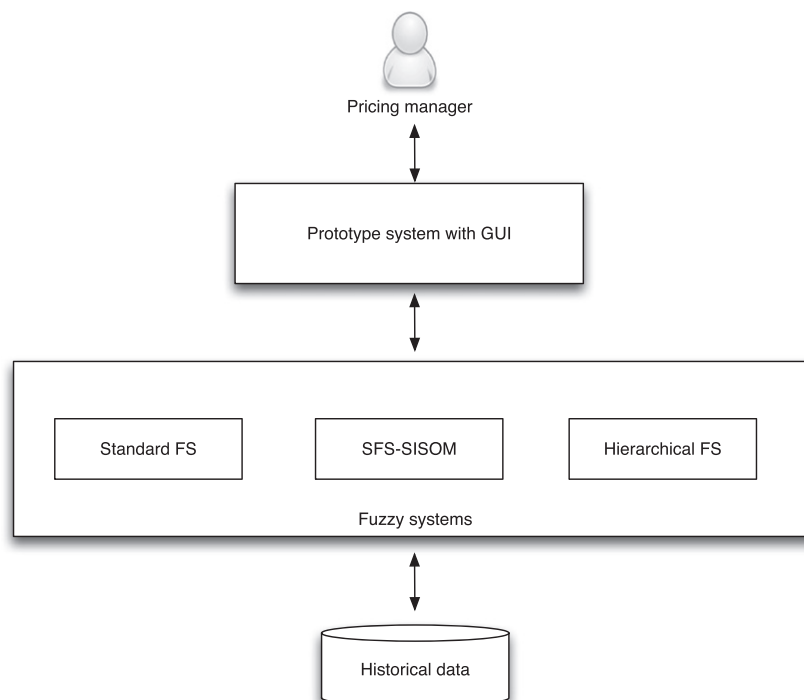 Pricing manager
Prototype system with GUI
Standard FS
SFS-SISOM
Hierarchical FS
Fuzzy systems
Historical data